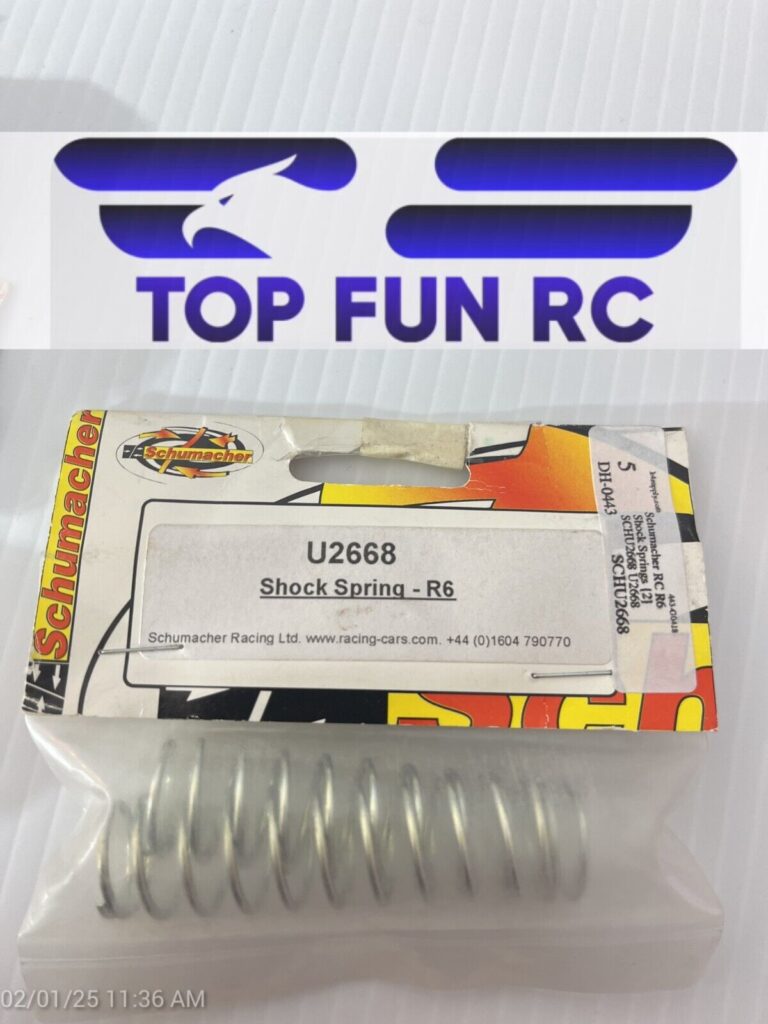 TOP FUN RC
Schumacher
Schumacher
U2668
Shock Spring - R6
Schumacher Racing Ltd. www.racing-cars.com. +44 (0)1604 790770
5
DH-0443
Schumacher RC R6
Shock Springs {2}
SCHU2668 U2668
SCHU2668
02/01/25 11:36 AM